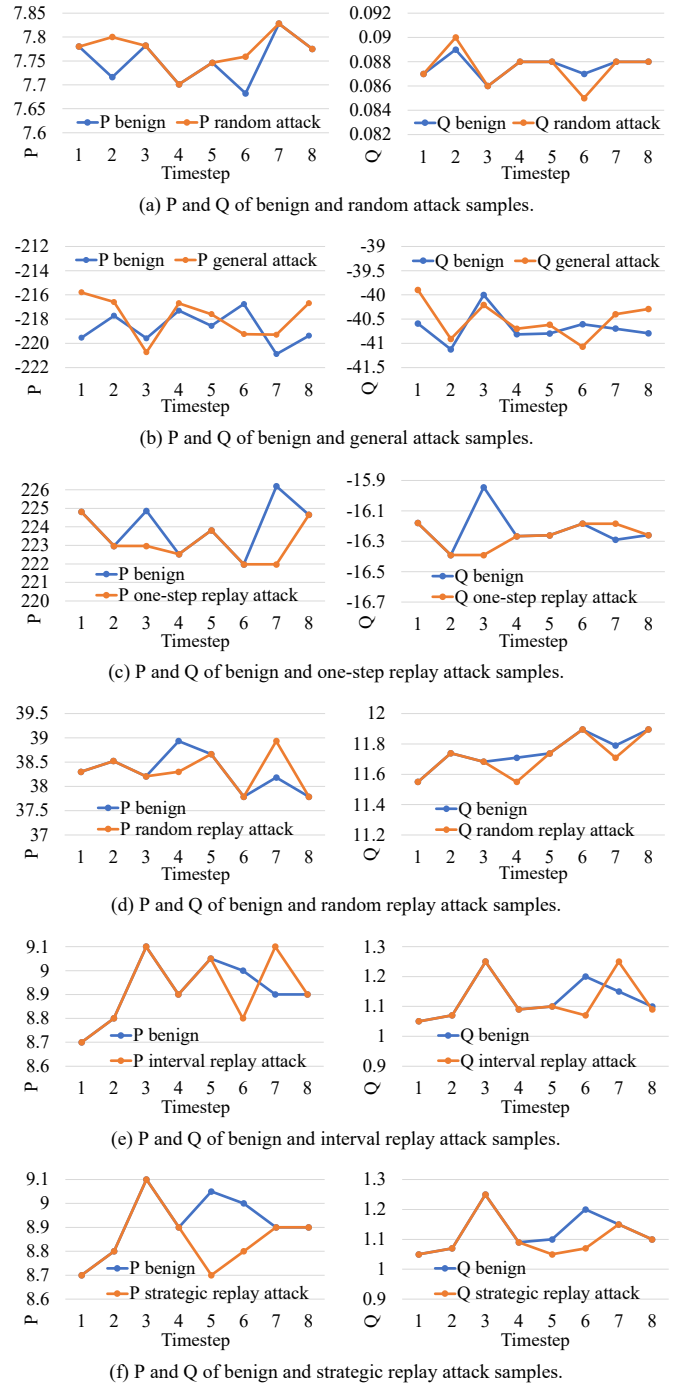 7.85
7.8
7.75
7.7
7.65
7.6
P
P benign
P random attack
1 2 3 4 5 6 7 8
Timestep
0.092
0.09
0.088
0.086
0.084
0.082
Q
Q benign
Q random attack
1 2 3 4 5 6 7 8
Timestep
(a) P and Q of benign and random attack samples.
-212
-214
-216
-218
-220
-222
P
P benign
P general attack
1 2 3 4 5 6 7 8
Timestep
-39
-39.5
-40
-40.5
-41
-41.5
Q
Q benign
Q general attack
1 2 3 4 5 6 7 8
Timestep
(b) P and Q of benign and general attack samples.
226
225
224
223
222
221
220
P
P benign
P one-step replay attack
1 2 3 4 5 6 7 8
Timestep
-15.9
-16.1
-16.3
-16.5
-16.7
Q
Q benign
Q one-step replay attack
1 2 3 4 5 6 7 8
Timestep
(c) P and Q of benign and one-step replay attack samples.
39.5
39
38.5
38
37.5
37
P
P benign
P random replay attack
1 2 3 4 5 6 7 8
Timestep
12
11.8
11.6
11.4
11.2
Q
Q benign
Q random replay attack
1 2 3 4 5 6 7 8
Timestep
(d) P and Q of benign and random replay attack samples.
9.1
9
8.9
8.8
8.7
8.6
P
P benign
P interval replay attack
1 2 3 4 5 6 7 8
Timestep
1.3
1.2
1.1
1
0.9
Q
Q benign
Q interval replay attack
1 2 3 4 5 6 7 8
Timestep
(e) P and Q of benign and interval replay attack samples.
9.1
9
8.9
8.8
8.7
8.6
P
P benign
P strategic replay attack
1 2 3 4 5 6 7 8
Timestep
1.3
1.2
1.1
1
0.9
Q
Q benign
Q strategic replay attack
1 2 3 4 5 6 7 8
Timestep
(f) P and Q of benign and strategic replay attack samples.